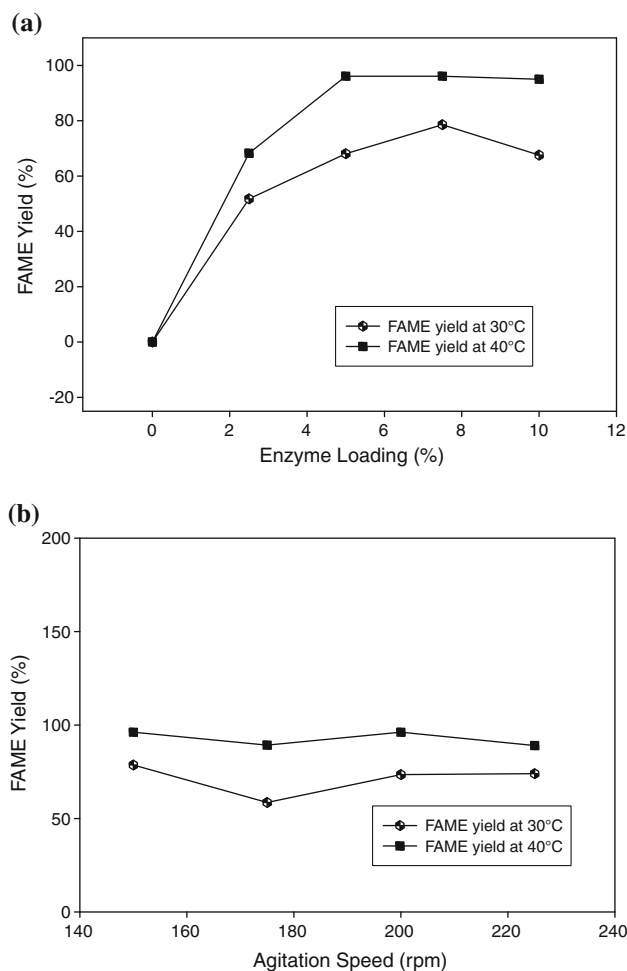 (a)
100
80
60
40
20
0
-20
FAME Yield (%)
FAME yield at 30°C
FAME yield at 40°C
0 2 4 6 8 10 12
Enzyme Loading (%)
(b)
200
150
100
50
0
FAME Yield (%)
FAME yield at 30°C
FAME yield at 40°C
140 160 180 200 220 240
Agitation Speed (rpm)